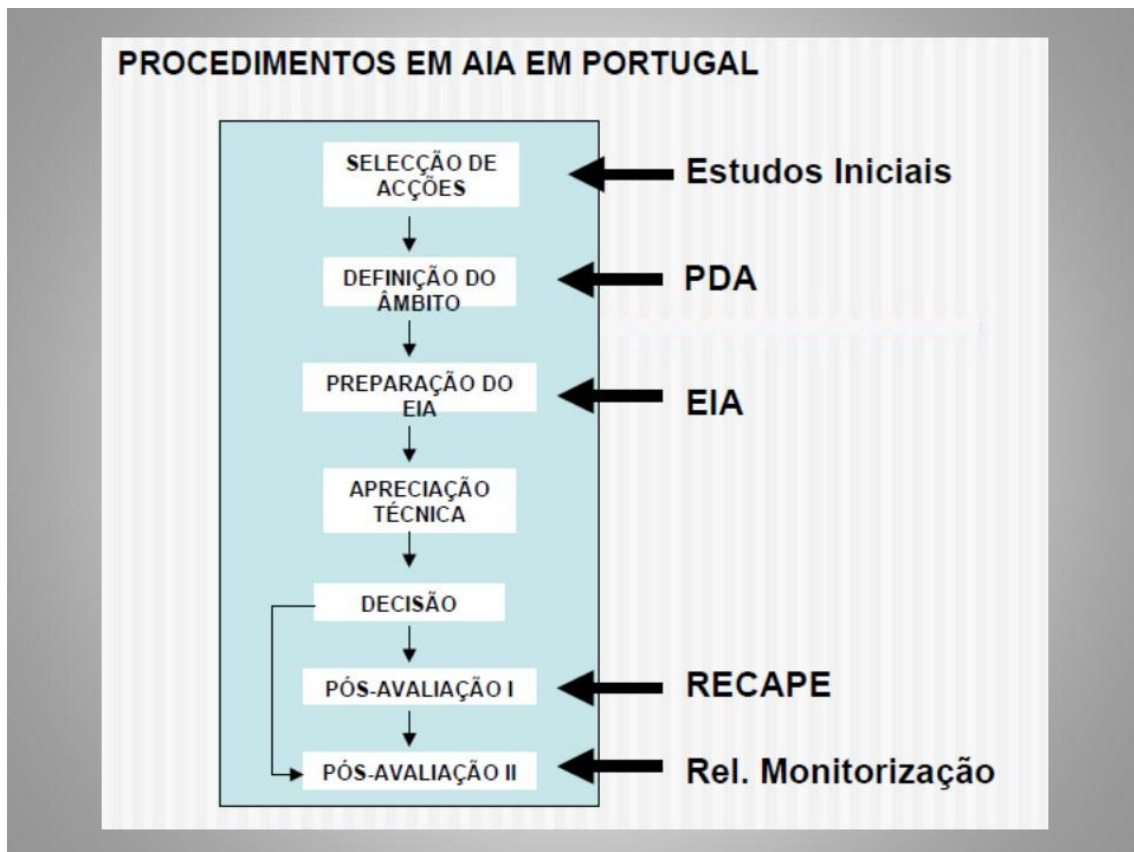 PROCEDIMENTOS EM AIA EM PORTUGAL
SELECÇÃO DE
ACÇÕES
Estudos Iniciais
DEFINIÇÃO DO
ÂMBITO
PDA
PREPARAÇÃO DO
EIA
EIA
APRECIAÇÃO
TÉCNICA
DECISÃO
PÓS-AVALIAÇÃO I
RECAPE
PÓS-AVALIAÇÃO II
Rel. Monitorização